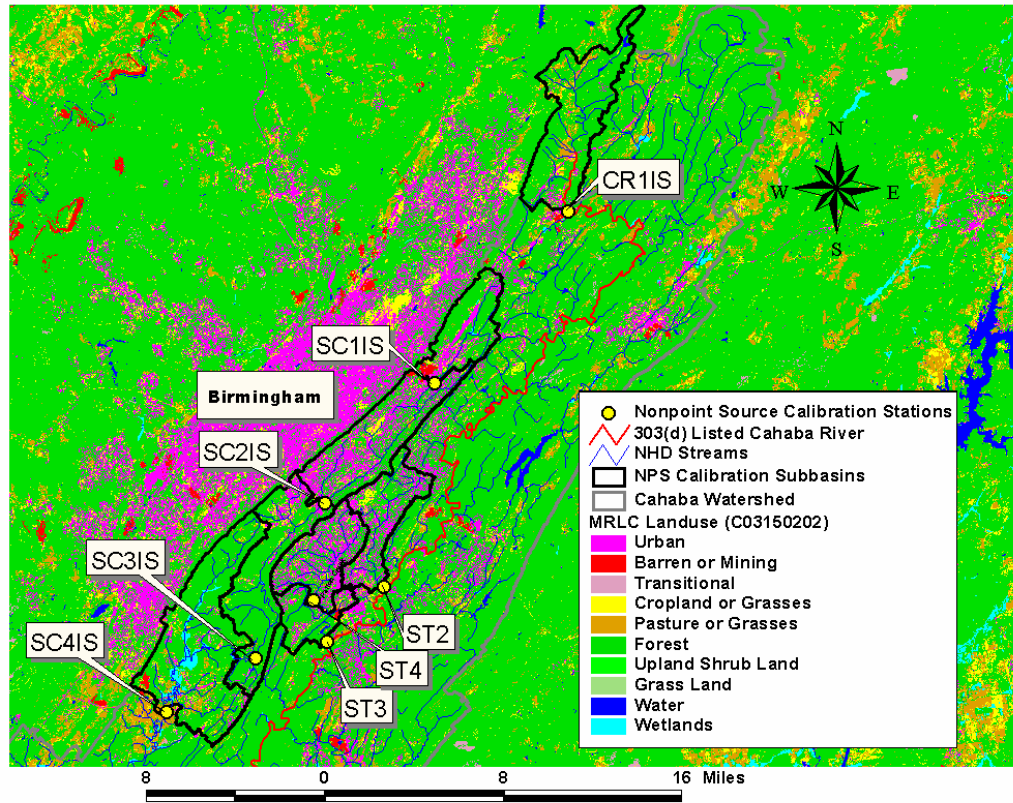 N
W E
S
CR1IS
SC1IS
Birmingham
SC2IS
SC3IS
SC4IS
ST2
ST4
ST3
Nonpoint Source Calibration Stations
303(d) Listed Cahaba River
NHD Streams
NPS Calibration Subbasins
Cahaba Watershed
MRLC Landuse (C03150202)
Urban
Barren or Mining
Transitional
Cropland or Grasses
Pasture or Grasses
Forest
Upland Shrub Land
Grass Land
Water
Wetlands
8 0 8 16 Miles